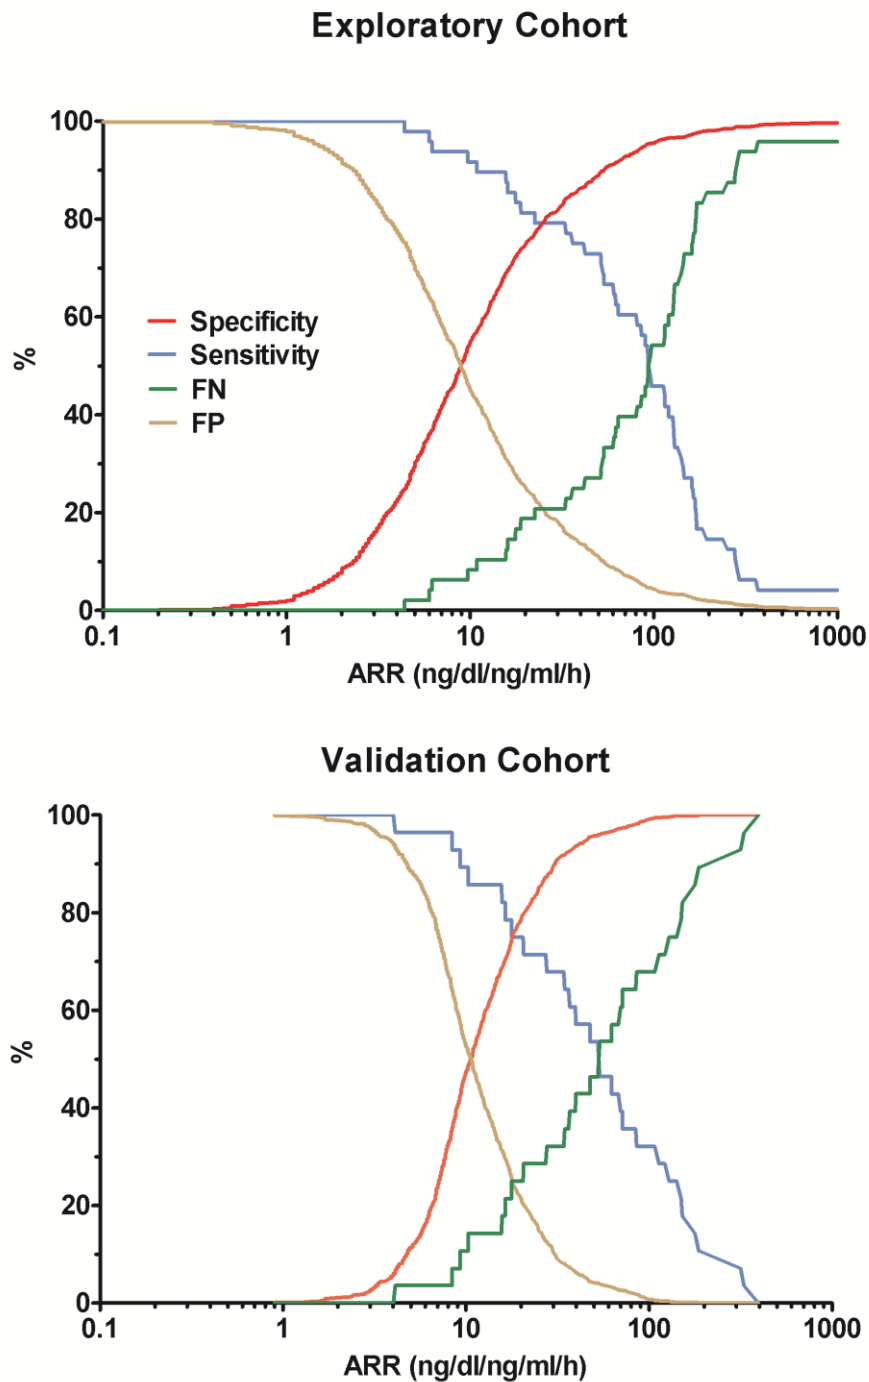 Exploratory Cohort
100
80
60
40
20
0
%
Specificity
Sensitivity
FN
FP
0.1 1 10 100 1000
ARR (ng/dl/ng/ml/h)
Validation Cohort
100
80
60
40
20
0
%
0.1 1 10 100 1000
ARR (ng/dl/ng/ml/h)